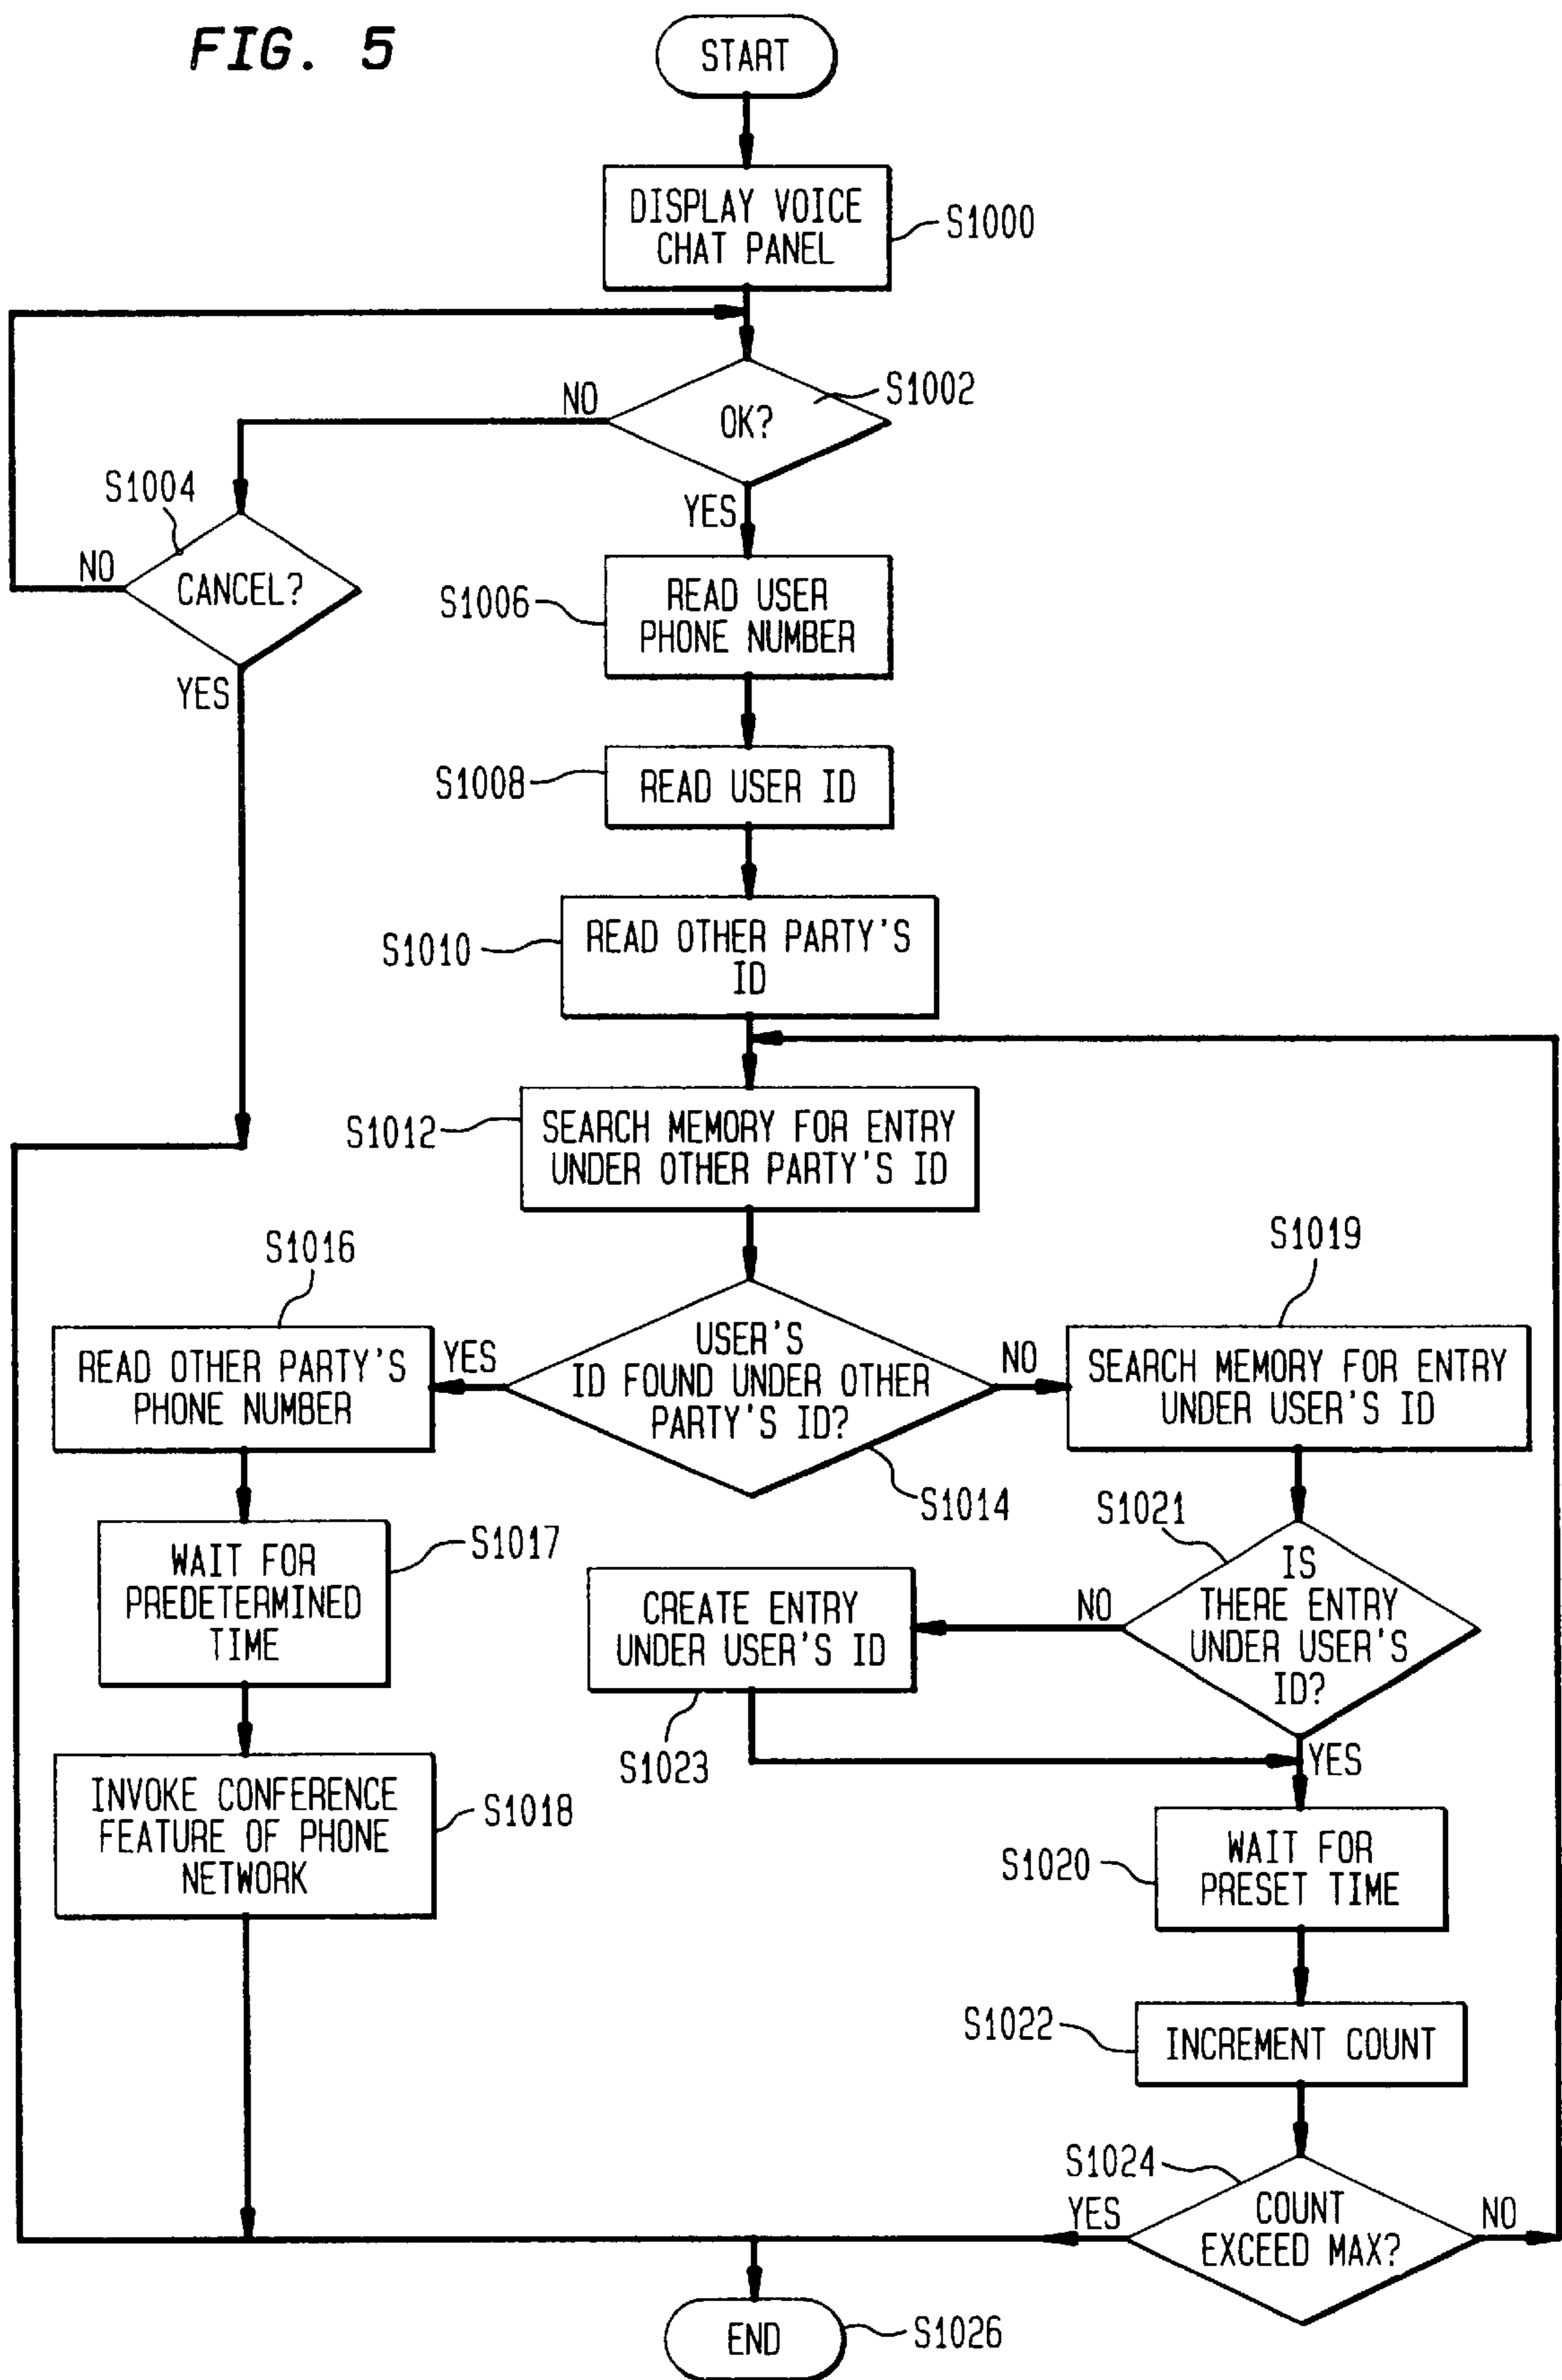 FIG. 5
START
DISPLAY VOICE
CHAT PANEL
S1000
OK?
S1002
NO
YES
S1004
CANCEL?
NO
YES
S1006
READ USER
PHONE NUMBER
S1008
READ USER ID
S1010
READ OTHER PARTY'S
ID
S1012
SEARCH MEMORY FOR ENTRY
UNDER OTHER PARTY'S ID
USER'S
ID FOUND UNDER OTHER
PARTY'S ID?
S1014
YES
NO
S1016
READ OTHER PARTY'S
PHONE NUMBER
WAIT FOR
PREDETERMINED
TIME
S1017
INVOKE CONFERENCE
FEATURE OF PHONE
NETWORK
S1018
S1019
SEARCH MEMORY FOR ENTRY
UNDER USER'S ID
S1021
IS
THERE ENTRY
UNDER USER'S
ID?
NO
YES
CREATE ENTRY
UNDER USER'S ID
S1023
S1020
WAIT FOR
PRESET TIME
S1022
INCREMENT COUNT
S1024
COUNT
EXCEED MAX?
YES
NO
END
S1026